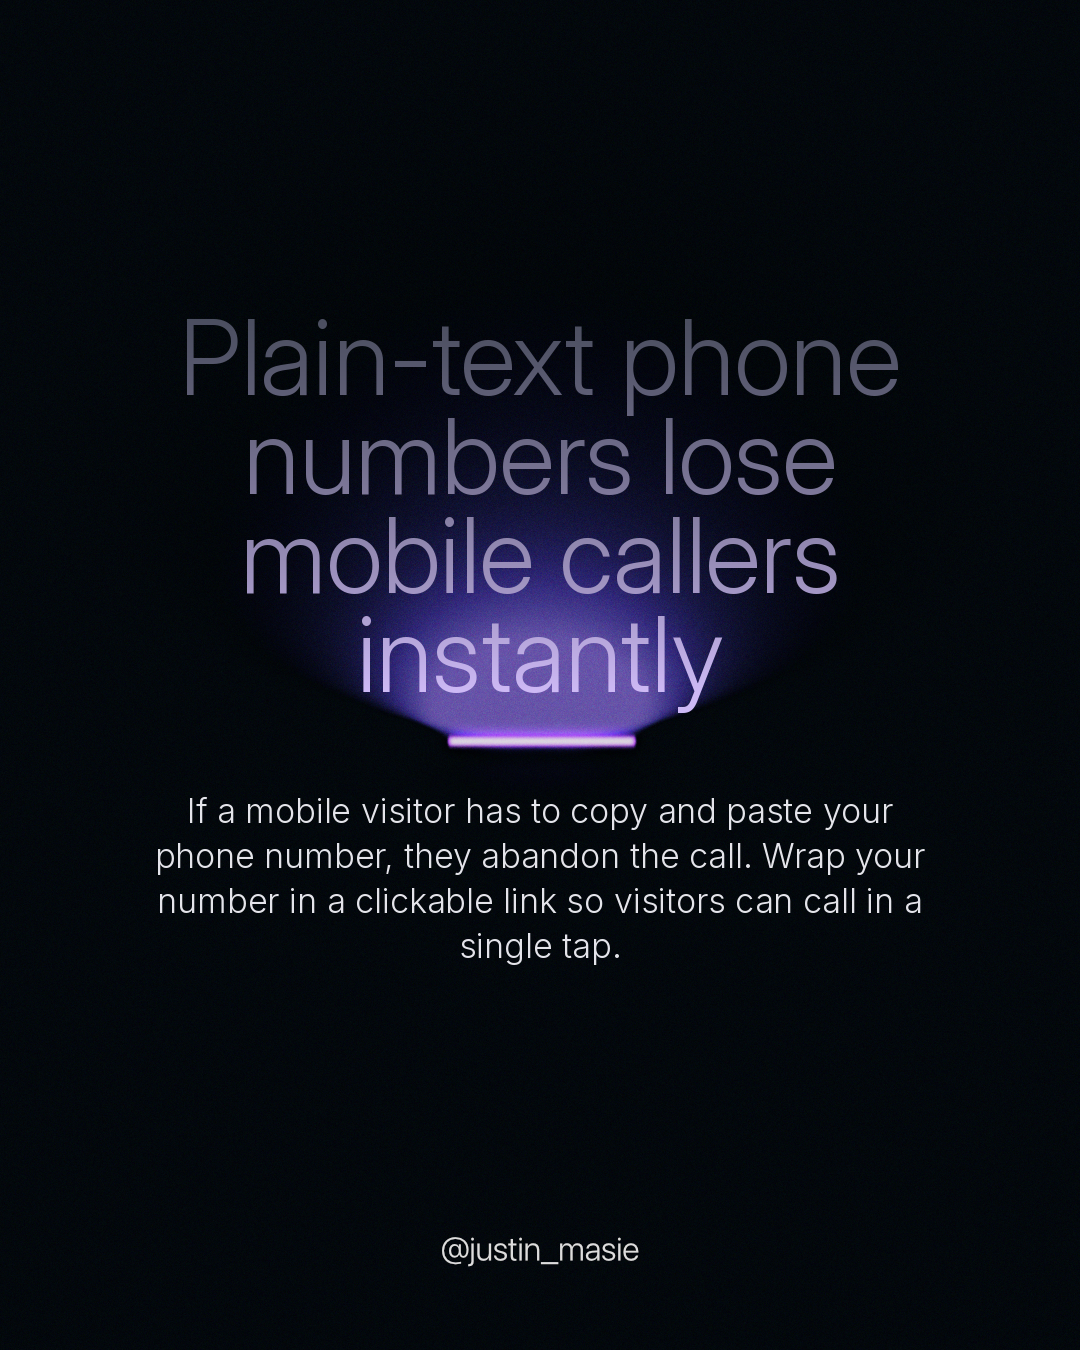 Plain-text phone
numbers lose
mobile callers
instantly
If a mobile visitor has to copy and paste your
phone number, they abandon the call. Wrap your
number in a clickable link so visitors can call in a
single tap.
@justin_masie